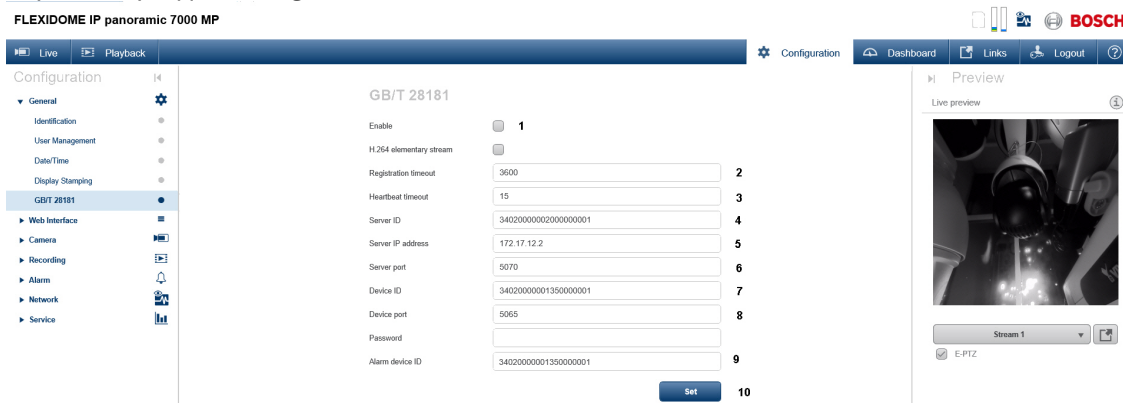 FLEXIDOME IP panoramic 7000 MP
BOSCH
Live Playback Configuration Dashboard Links Logout ?
Configuration
Preview
General
Identification
User Management
Date/Time
Display Stamping
GB/T 28181
Web Interface
Camera
Recording
Alarm
Network
Service
GB/T 28181
Enable 1
H.264 elementary stream
Registration timeout 3600 2
Heartbeat timeout 15 3
Server ID 34020000002000000001 4
Server IP address 172.17.12.2 5
Server port 5070 6
Device ID 34020000001350000001 7
Device port 5065 8
Password
Alarm device ID 34020000001350000001 9
Set 10
Live preview i
Stream 1
E-PTZ